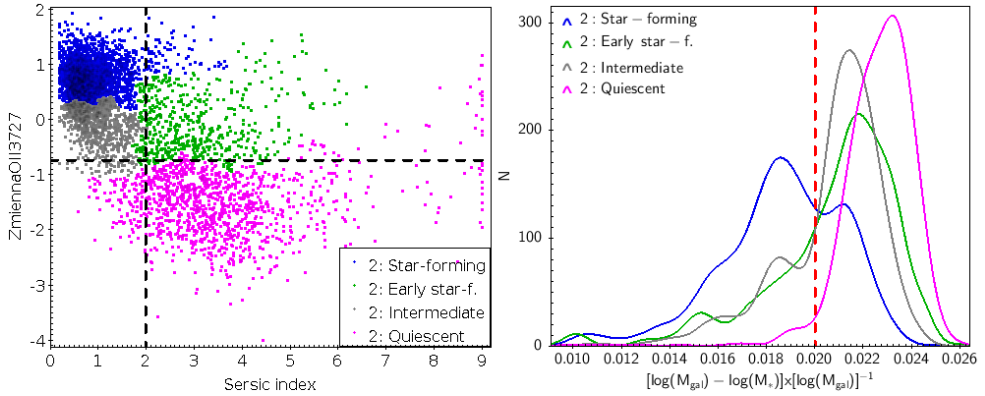 2
1
0
-1
-2
-3
-4
ZmiennaOII3727
0 1 2 3 4 5 6 7 8 9
Sersic index
2: Star-forming
2: Early star-f.
2: Intermediate
2: Quiescent
300
200
100
0
N
2 : Star – forming
2 : Early star – f.
2 : Intermediate
2 : Quiescent
0.010 0.012 0.014 0.016 0.018 0.020 0.022 0.024 0.026
[log(M_gal) – log(M_*)]×[log(M_gal)]⁻¹